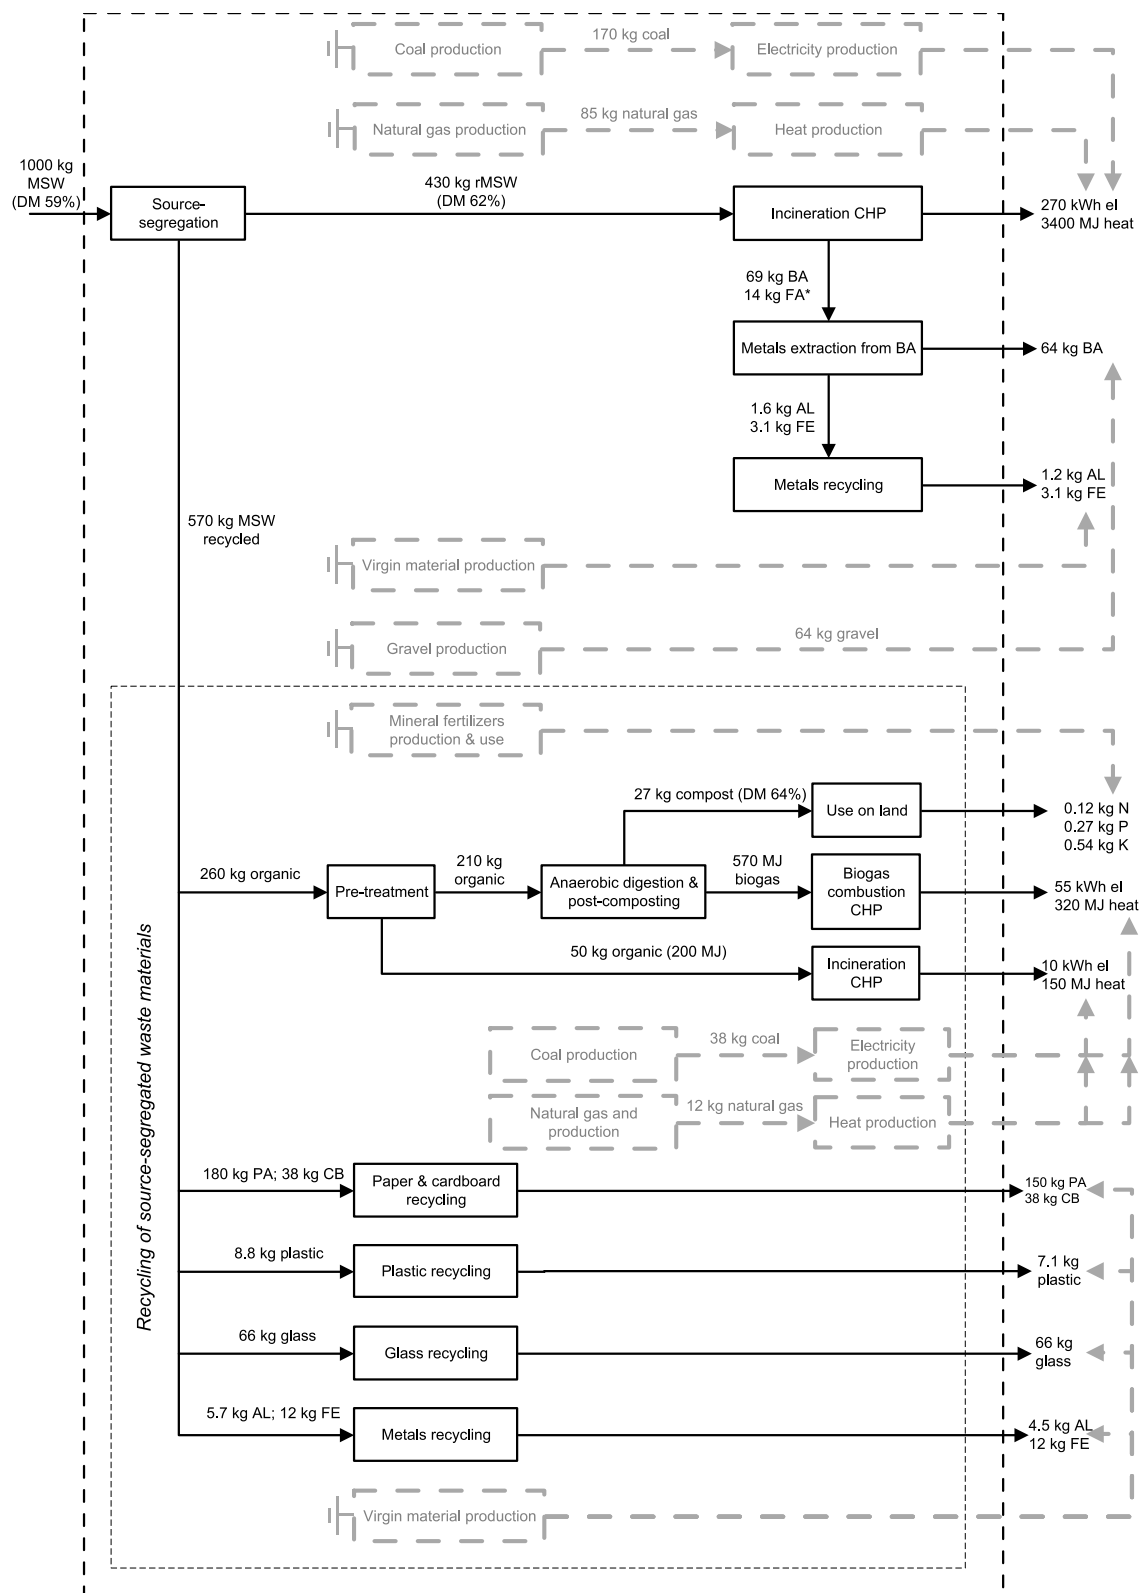 Coal production
170 kg coal
Electricity production
Natural gas production
85 kg natural gas
Heat production
1000 kg
MSW
(DM 59%)
Source-
segregation
430 kg rMSW
(DM 62%)
Incineration CHP
270 kWh el
3400 MJ heat
69 kg BA
14 kg FA*
Metals extraction from BA
64 kg BA
1.6 kg AL
3.1 kg FE
Metals recycling
1.2 kg AL
3.1 kg FE
570 kg MSW
recycled
Virgin material production
Gravel production
64 kg gravel
Mineral fertilizers
production & use
27 kg compost (DM 64%)
Use on land
0.12 kg N
0.27 kg P
0.54 kg K
260 kg organic
Pre-treatment
210 kg
organic
Anaerobic digestion &
post-composting
570 MJ
biogas
Biogas
combustion
CHP
55 kWh el
320 MJ heat
50 kg organic (200 MJ)
Incineration
CHP
10 kWh el
150 MJ heat
Recycling of source-segregated waste materials
Coal production
38 kg coal
Electricity
production
Natural gas and
production
12 kg natural gas
Heat production
180 kg PA; 38 kg CB
Paper & cardboard
recycling
150 kg PA
38 kg CB
8.8 kg plastic
Plastic recycling
7.1 kg
plastic
66 kg glass
Glass recycling
66 kg
glass
5.7 kg AL; 12 kg FE
Metals recycling
4.5 kg AL
12 kg FE
Virgin material production